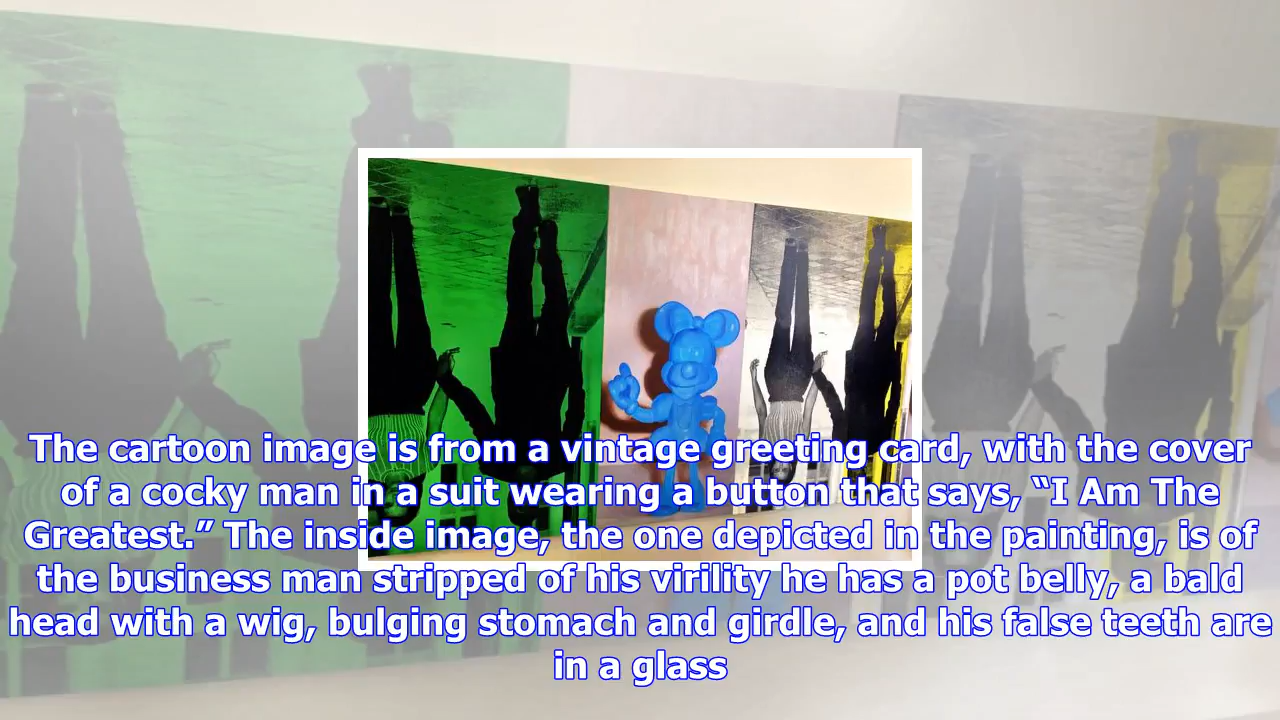 The cartoon image is from a vintage greeting card, with the cover
of a cocky man in a suit wearing a button that says, “I Am The
Greatest.” The inside image, the one depicted in the painting, is of
the business man stripped of his virility he has a pot belly, a bald
head with a wig, bulging stomach and girdle, and his false teeth are
in a glass